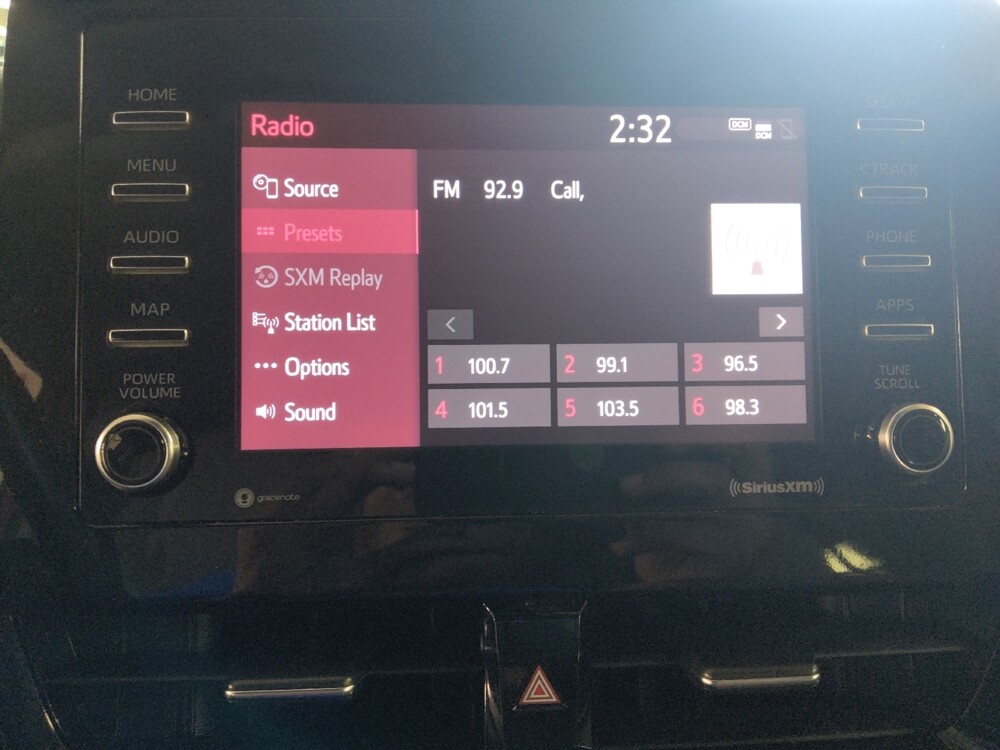 HOME
MENU
AUDIO
MAP
POWER
VOLUME
Radio
2:32
DCM
DCM
Source
Presets
SXM Replay
Station List
Options
Sound
FM 92.9 Call,
<
>
1 100.7
2 99.1
3 96.5
4 101.5
5 103.5
6 98.3
<TRACK
PHONE
APPS
TUNE
SCROLL
gracenote
SiriusXM